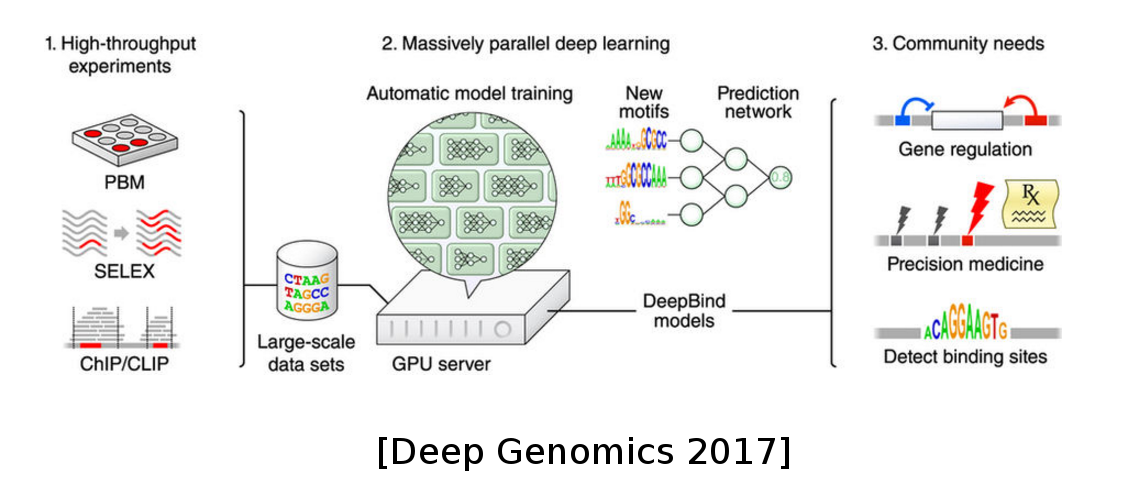 1. High-throughput
experiments
PBM
SELEX
ChIP/CLIP
2. Massively parallel deep learning
Automatic model training
CTAAG
TAGCC
AGGGA
Large-scale
data sets
GPU server
New
motifs
Prediction
network
0.8
DeepBind
models
3. Community needs
Gene regulation
Rx
Precision medicine
ACAGGAAGTG
Detect binding sites
[Deep Genomics 2017]